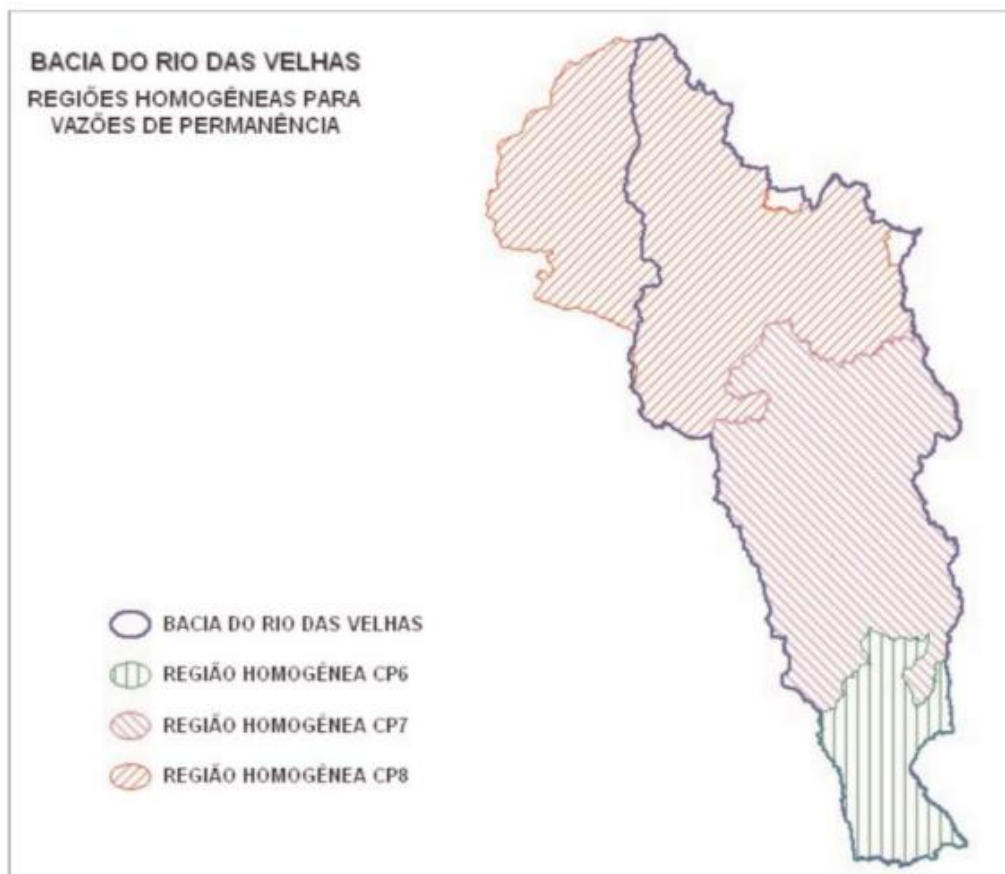 BACIA DO RIO DAS VELHAS
REGIÕES HOMOGÊNEAS PARA
VAZÕES DE PERMANÊNCIA
BACIA DO RIO DAS VELHAS
REGIÃO HOMOGÊNEA CP6
REGIÃO HOMOGÊNEA CP7
REGIÃO HOMOGÊNEA CP8